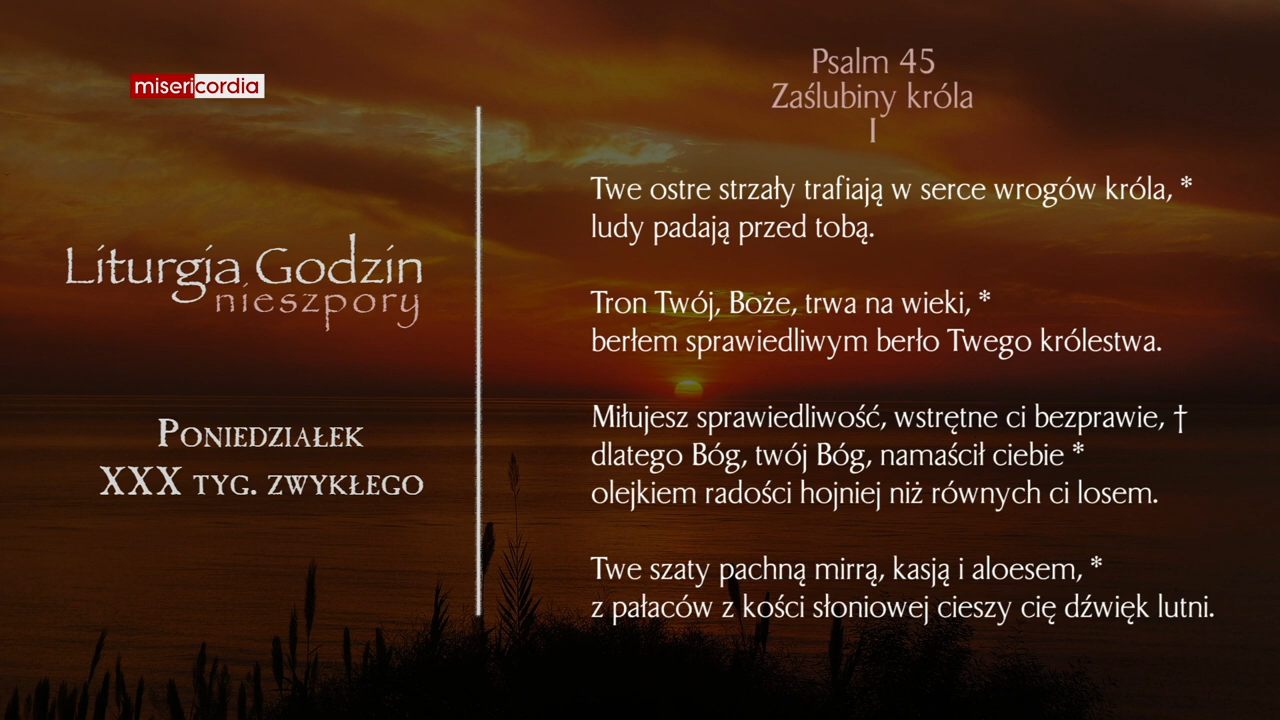 misericordia
Liturgia Godzin
nieszpory
Poniedziałek
XXX tyg. zwykłego
Psalm 45
Zaślubiny króla
I
Twe ostre strzały trafiają w serce wrogów króla, *
ludy padają przed tobą.
Tron Twój, Boże, trwa na wieki, *
berłem sprawiedliwym berło Twego królestwa.
Miłujesz sprawiedliwość, wstrętne ci bezprawie, †
dlatego Bóg, twój Bóg, namaścił ciebie *
olejkiem radości hojniej niż równych ci losem.
Twe szaty pachną mirrą, kasją i aloesem, *
z pałaców z kości słoniowej cieszy cię dźwięk lutni.